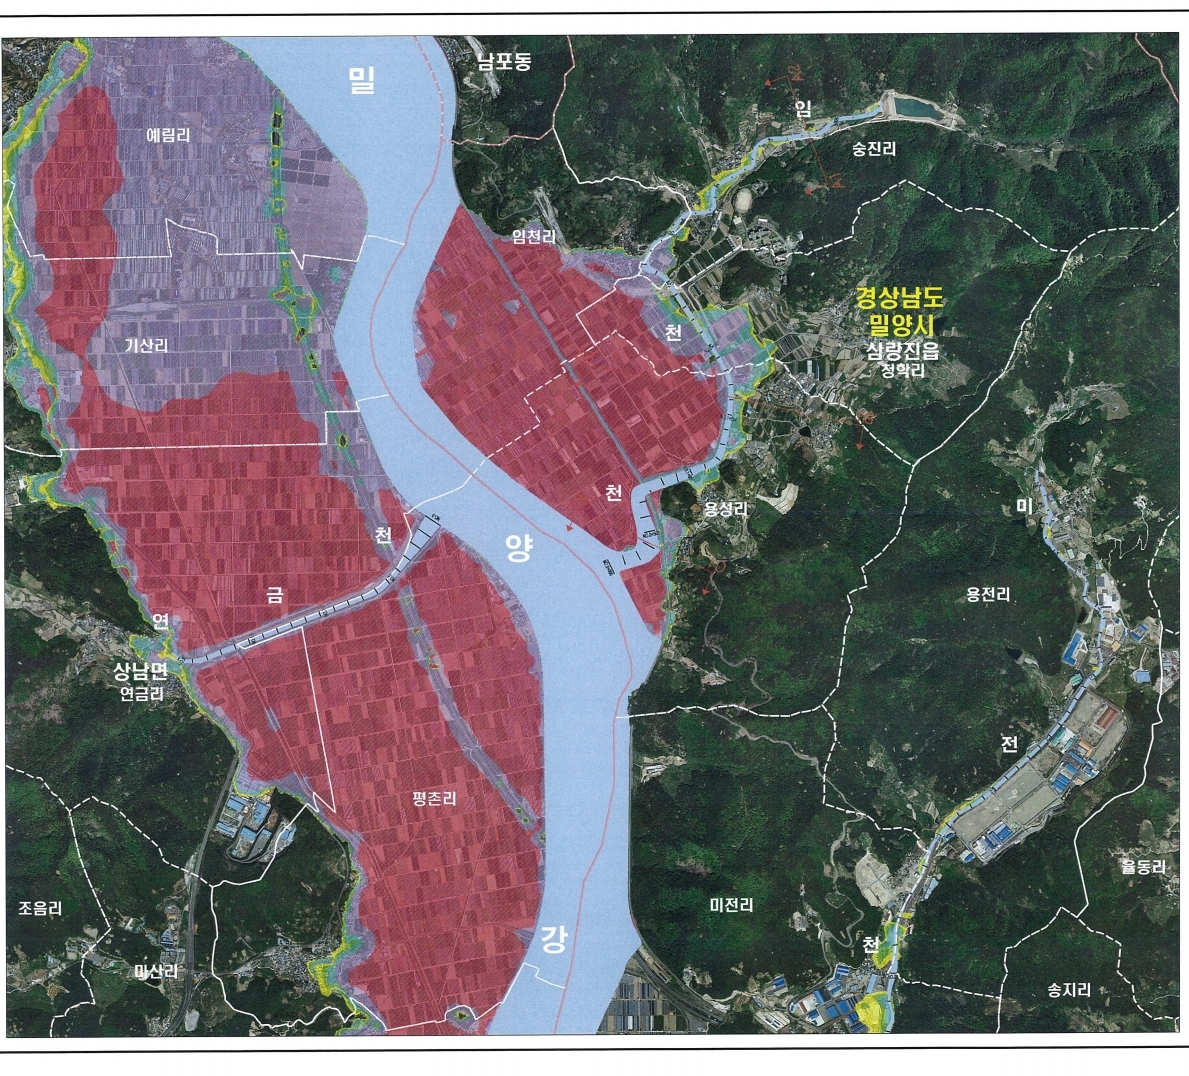 밀
남포동
임
예림리
숭진리
임천리
경상남도
밀양시
삼랑진읍
청학리
천
기산리
천
용성리
미
천
양
금
용전리
연
상남면
연금리
전
평촌리
율동리
조음리
미전리
강
천
마산리
송지리